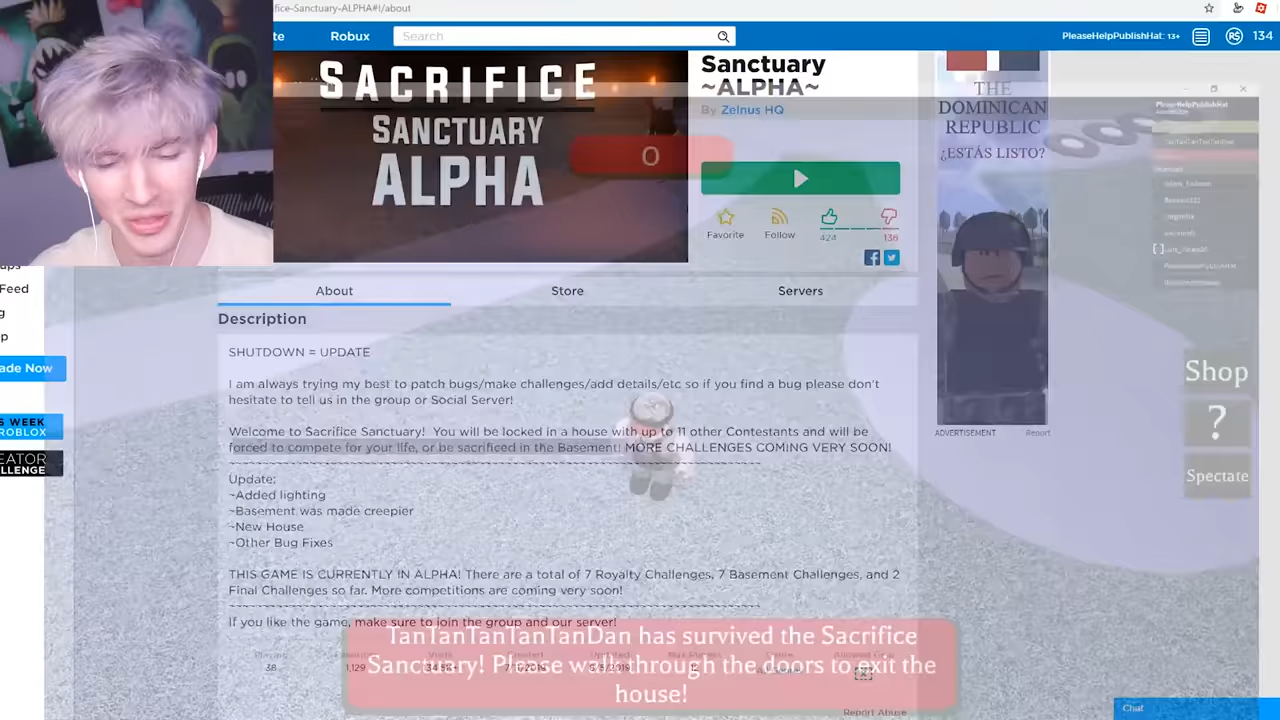 fice-Sanctuary-ALPHA#!/about
te
Robux
Search
PleaseHelpPublishHat: 13+
134
SACRIFICE
SANCTUARY
ALPHA
Sanctuary
~ALPHA~
By Zelnus HQ
O
Favorite
Follow
424
136
THE
DOMINICAN
REPUBLIC
¿ESTÁS LISTO?
ADVERTISEMENT
Report
PleaseHelpPublishHat
Shop
?
Spectate
ups
Feed
g
p
ade Now
S WEEK
ROBLOX
EATOR
LLENGE
About
Store
Servers
Description
SHUTDOWN = UPDATE
I am always trying my best to patch bugs/make challenges/add details/etc so if you find a bug please don't
hesitate to tell us in the group or Social Server!
Welcome to Sacrifice Sanctuary! You will be locked in a house with up to 11 other Contestants and will be
forced to compete for your life, or be sacrificed in the Basement! MORE CHALLENGES COMING VERY SOON!
Update:
~Added lighting
~Basement was made creepier
~New House
~Other Bug Fixes
THIS GAME IS CURRENTLY IN ALPHA! There are a total of 7 Royalty Challenges, 7 Basement Challenges, and 2
Final Challenges so far. More competitions are coming very soon!
If you like the game, make sure to join the group and our server!
TanTanTanTanTanDan has survived the Sacrifice
Sanctuary! Please walk through the doors to exit the
house!
38
1,129
Report Abuse
Chat